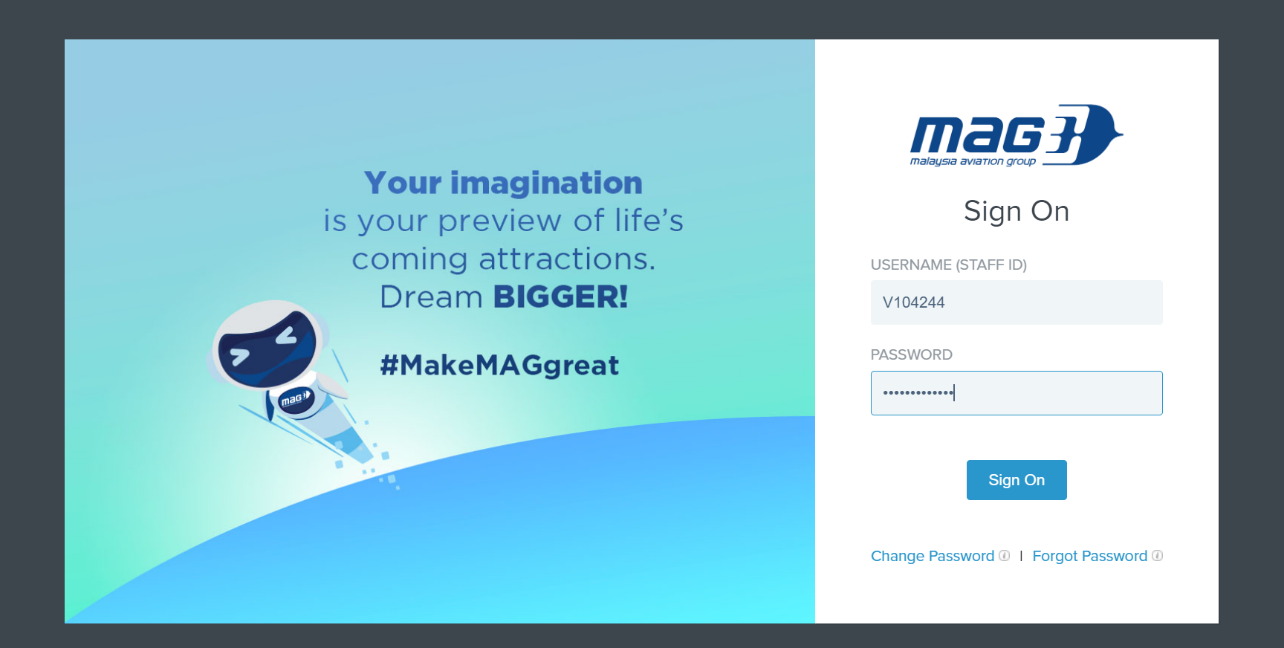 Your imagination
is your preview of life's
coming attractions.
Dream BIGGER!
#MakeMAGgreat
mag
mag
malaysia aviation group
Sign On
USERNAME (STAFF ID)
V104244
PASSWORD
•••••••••••••
Sign On
Change Password | Forgot Password